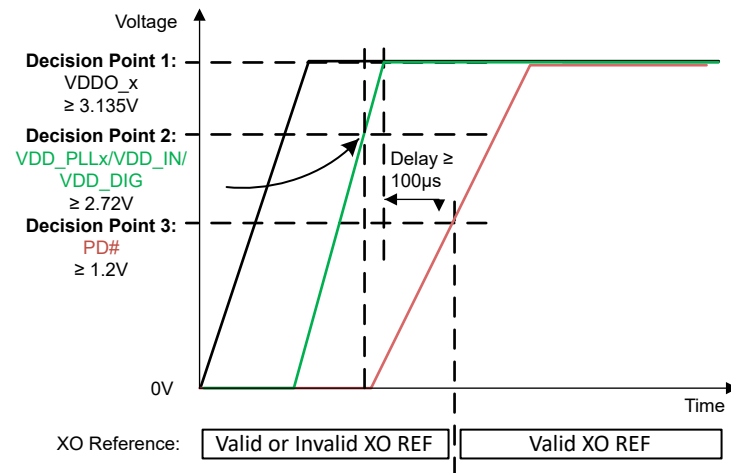 Voltage
Decision Point 1:
VDDO_x
≥ 3.135V
Decision Point 2:
VDD_PLLx/VDD_IN/
VDD_DIG
≥ 2.72V
Delay ≥
100µs
Decision Point 3:
PD#
≥ 1.2V
0V
Time
XO Reference:
Valid or Invalid XO REF
Valid XO REF